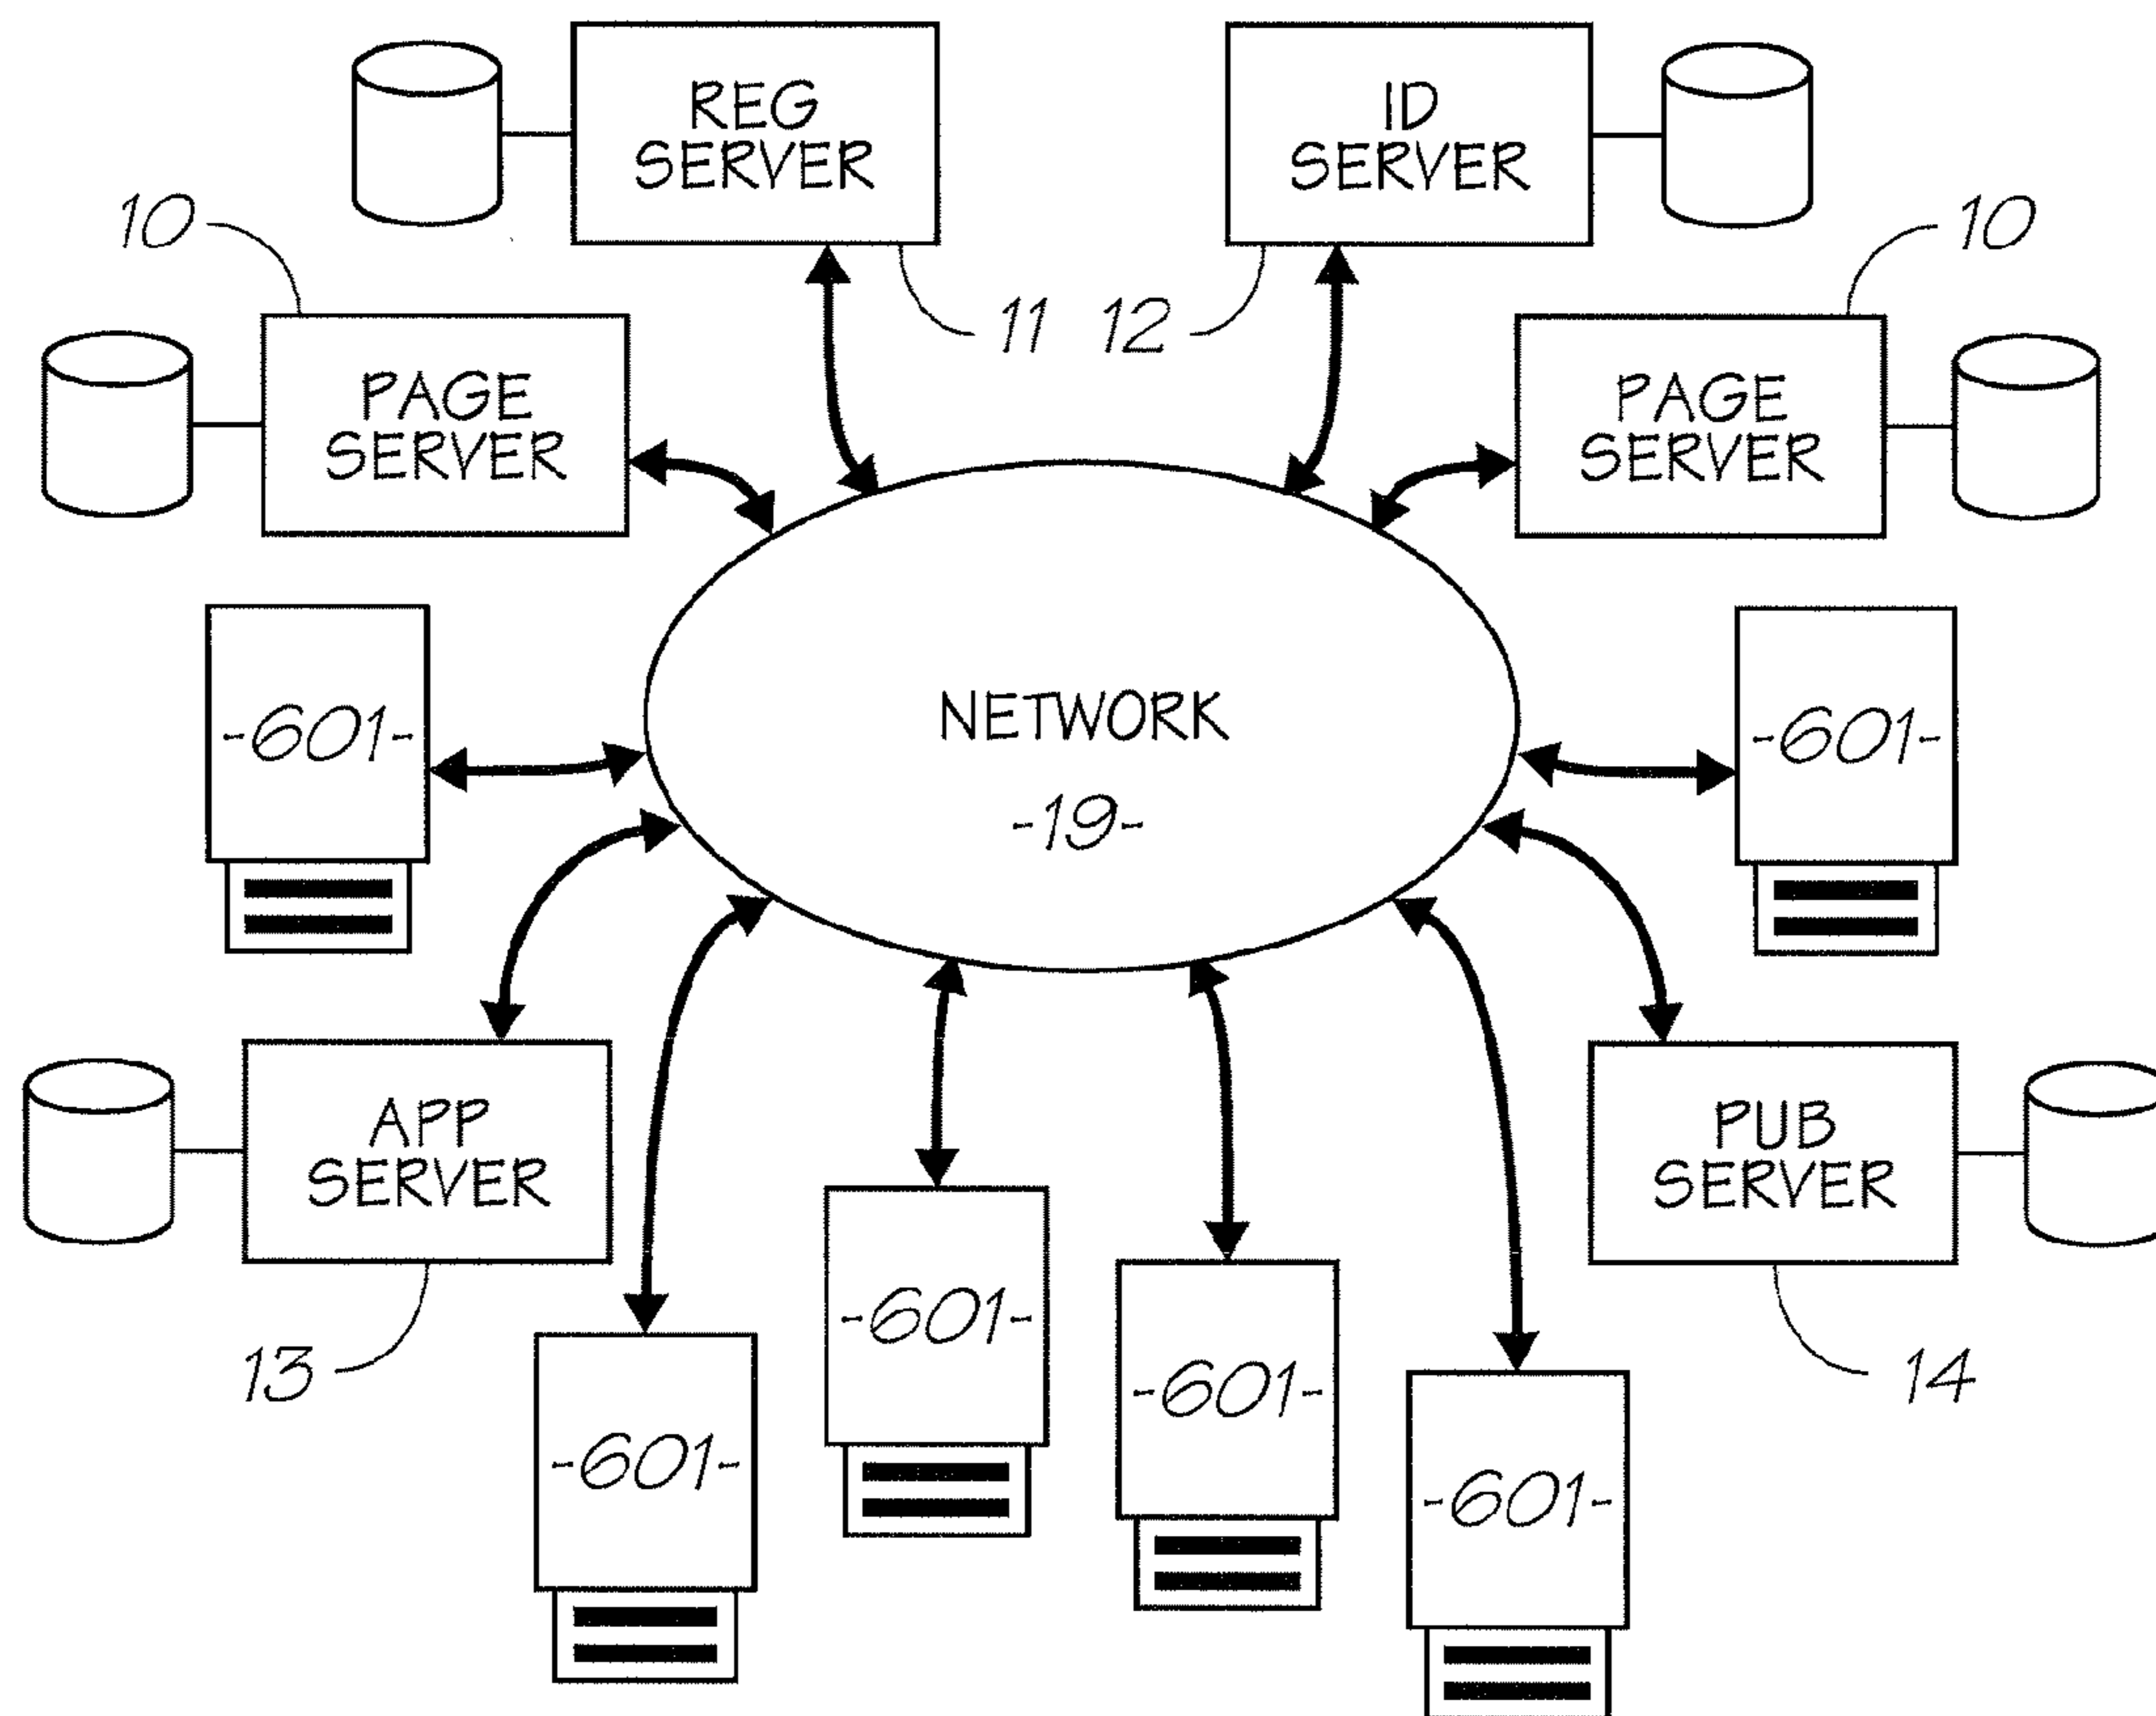 REG
SERVER
ID
SERVER
10
10
11
12
PAGE
SERVER
PAGE
SERVER
-601-
NETWORK
-19-
-601-
APP
SERVER
PUB
SERVER
13
-601-
-601-
-601-
-601-
14